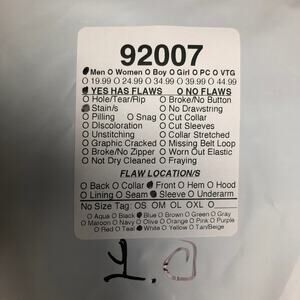 92007
Men O Women O Boy O Girl O PC O VTG
O 19.99 O 24.99 O 34.99 O 39.99 O 44.99
YES HAS FLAWS O NO FLAWS
O Hole/Tear/Rip O Broke/No Button
Stain/s O No Drawstring
O Pilling O Snag O Cut Collar
O DIscoloration O Cut Sleeves
O Unstitching O Collar Stretched
O Graphic Cracked O Missing Belt Loop
O Broke/No Zipper O Worn Out Elastic
O Not Dry Cleaned O Fraying
FLAW LOCATION/S
O Back O Collar Front O Hem O Hood
O Lining O Seam Sleeve O Underarm
No Size Tag: OS OM OL OXL O
O Aqua O Black Blue O Brown O Green O Gray
O Maroon O Navy O Olive O Orange O Pink O Purple
O Red O Teal White O Yellow O Tan/Beige